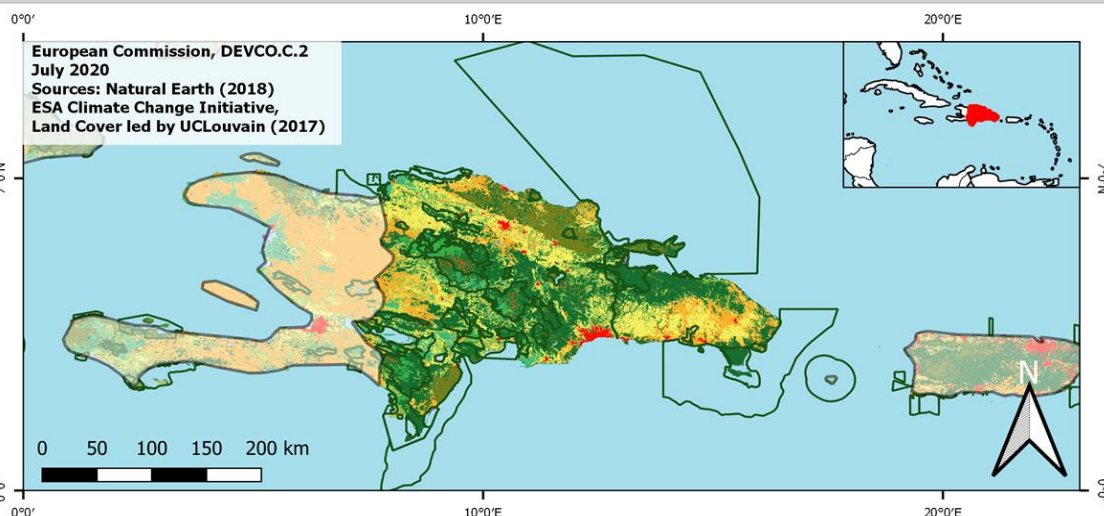 0°0′ 10°0′E 20°0′E
European Commission, DEVCO.C.2
July 2020
Sources: Natural Earth (2018)
ESA Climate Change Initiative,
Land Cover led by UCLouvain (2017)
N
0 50 100 150 200 km
0°0′ 10°0′E 20°0′E